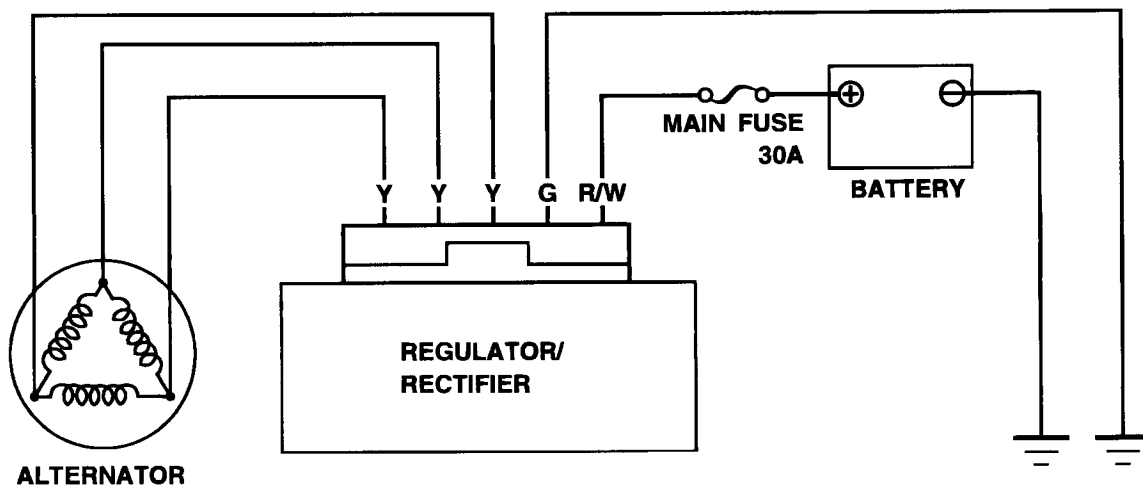 MAIN FUSE
30A
BATTERY
Y Y Y G R/W
REGULATOR/
RECTIFIER
ALTERNATOR